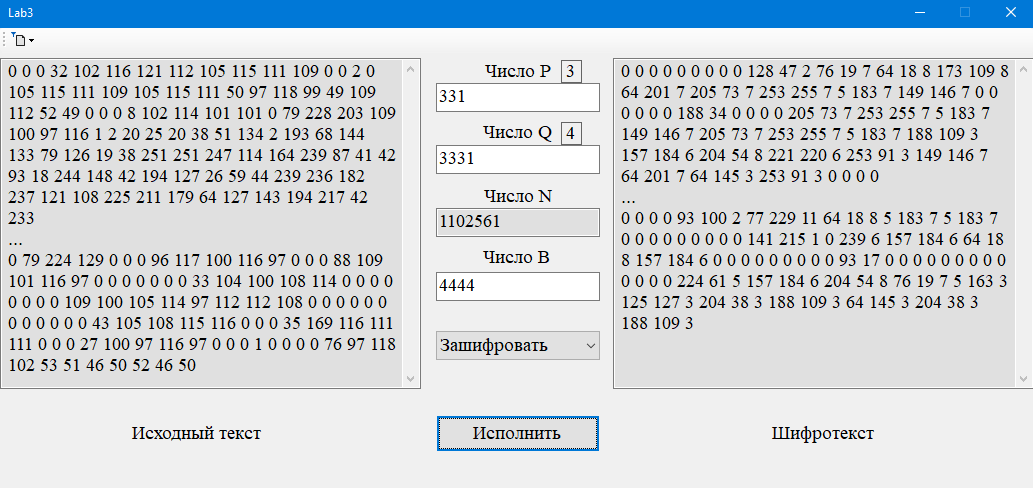 Lab3
0 0 0 32 102 116 121 112 105 115 111 109 0 0 2 0
105 115 111 109 105 115 111 50 97 118 99 49 109
112 52 49 0 0 0 8 102 114 101 101 0 79 228 203 109
100 97 116 1 2 20 25 20 38 51 134 2 193 68 144
133 79 126 19 38 251 251 247 114 164 239 87 41 42
93 18 244 148 42 194 127 26 59 44 239 236 182
237 121 108 225 211 179 64 127 143 194 217 42
233
...
0 79 224 129 0 0 0 96 117 100 116 97 0 0 0 88 109
101 116 97 0 0 0 0 0 0 0 33 104 100 108 114 0 0 0 0
0 0 0 0 109 100 105 114 97 112 112 108 0 0 0 0 0 0
0 0 0 0 0 0 43 105 108 115 116 0 0 0 35 169 116 111
111 0 0 0 27 100 97 116 97 0 0 0 1 0 0 0 0 76 97 118
102 53 51 46 50 52 46 50
Исходный текст
Число P 3
331
Число Q 4
3331
Число N
1102561
Число B
4444
Зашифровать
Исполнить
0 0 0 0 0 0 0 0 0 128 47 2 76 19 7 64 18 8 173 109 8
64 201 7 205 73 7 253 255 7 5 183 7 149 146 7 0 0
0 0 0 0 188 34 0 0 0 0 205 73 7 253 255 7 5 183 7
149 146 7 205 73 7 253 255 7 5 183 7 188 109 3
157 184 6 204 54 8 221 220 6 253 91 3 149 146 7
64 201 7 64 145 3 253 91 3 0 0 0 0
...
0 0 0 0 93 100 2 77 229 11 64 18 8 5 183 7 5 183 7
0 0 0 0 0 0 0 0 0 0 141 215 1 0 239 6 157 184 6 64 18
8 157 184 6 0 0 0 0 0 0 0 0 0 0 93 17 0 0 0 0 0 0 0 0 0
0 0 0 0 0 224 61 5 157 184 6 204 54 8 76 19 7 5 163 3
125 127 3 204 38 3 188 109 3 64 145 3 204 38 3
188 109 3
Шифротекст